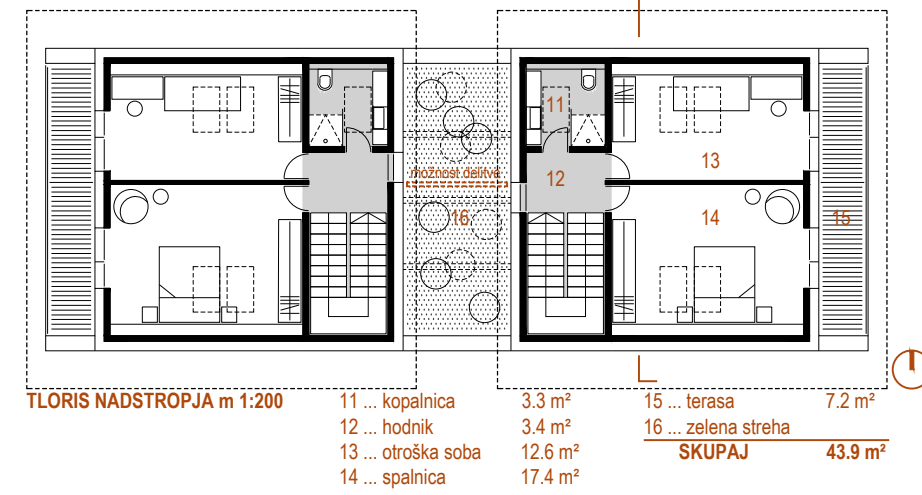 11
13
možnost delitve
12
16
14
15
TLORIS NADSTROPJA m 1:200
11 ... kopalnica 3.3 m²
12 ... hodnik 3.4 m²
13 ... otroška soba 12.6 m²
14 ... spalnica 17.4 m²
15 ... terasa 7.2 m²
16 ... zelena streha
SKUPAJ 43.9 m²